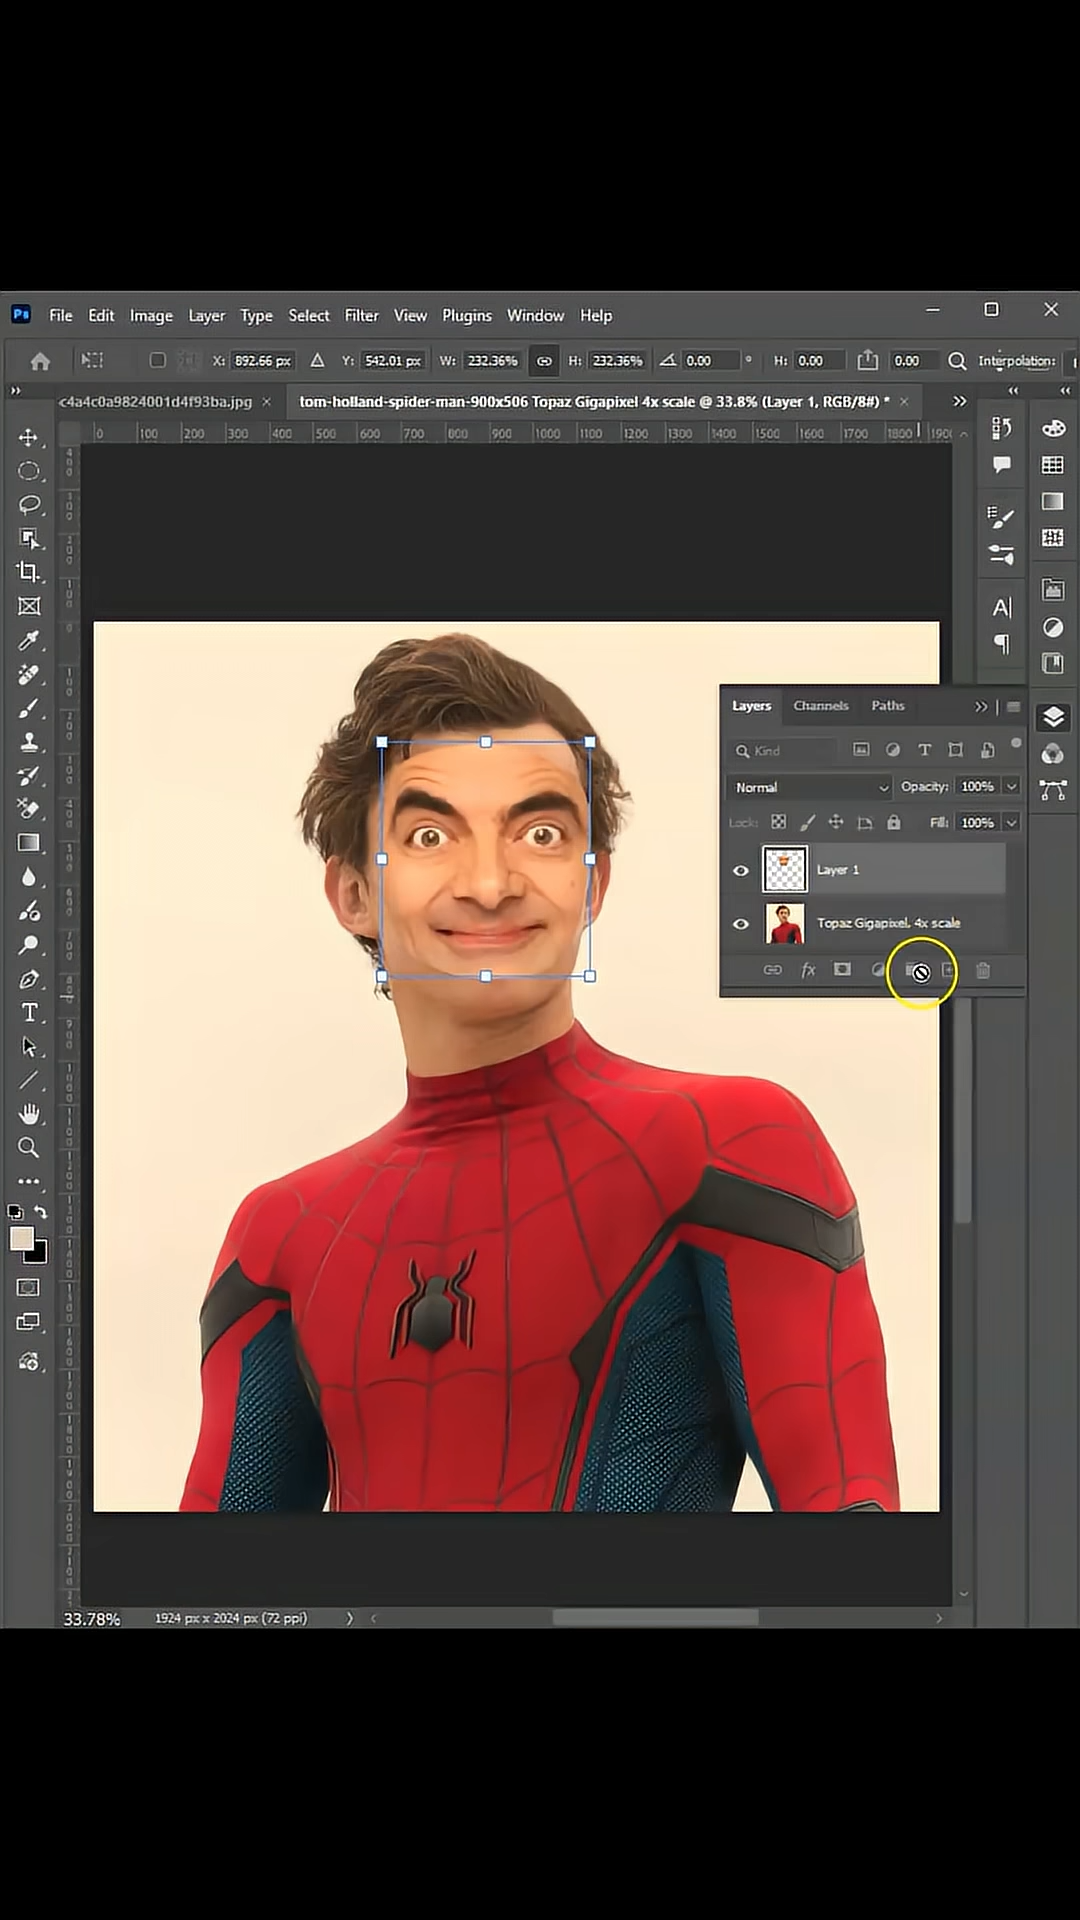 Ps File Edit Image Layer Type Select Filter View Plugins Window Help
X: 892.66 px Y: 542.01 px W: 232.36% H: 232.36% 0.00 ° H: 0.00 0.00 Interpolation:
c4a4c0a9824001d4f93ba.jpg × tom-holland-spider-man-900x506 Topaz Gigapixel 4x scale @ 33.8% (Layer 1, RGB/8#) * ×
0 100 200 300 400 500 600 700 800 900 1000 1100 1200 1300 1400 1500 1600 1700 1800
Layers Channels Paths
Kind
Normal Opacity: 100%
Lock: Fill: 100%
Layer 1
Topaz Gigapixel, 4x scale
fx
33.78% 1924 px x 2024 px (72 ppi)